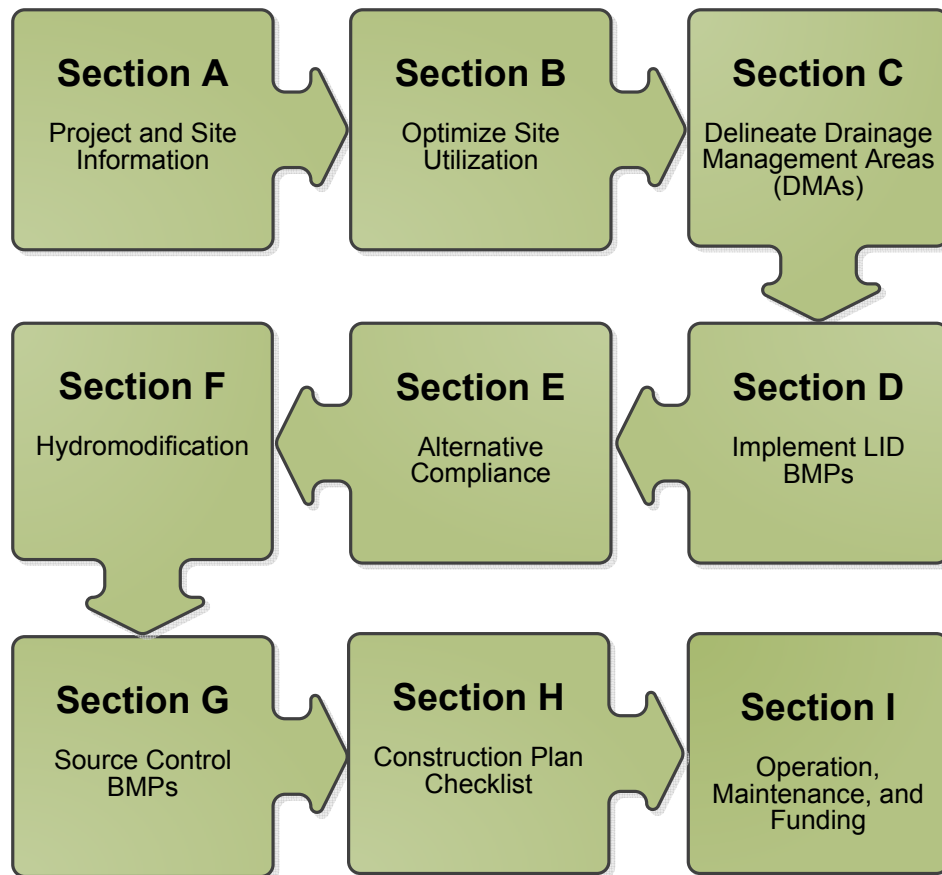 Section A
Project and Site
Information
Section B
Optimize Site
Utilization
Section C
Delineate Drainage
Management Areas
(DMAs)
Section D
Implement LID
BMPs
Section E
Alternative
Compliance
Section F
Hydromodification
Section G
Source Control
BMPs
Section H
Construction Plan
Checklist
Section I
Operation,
Maintenance, and
Funding